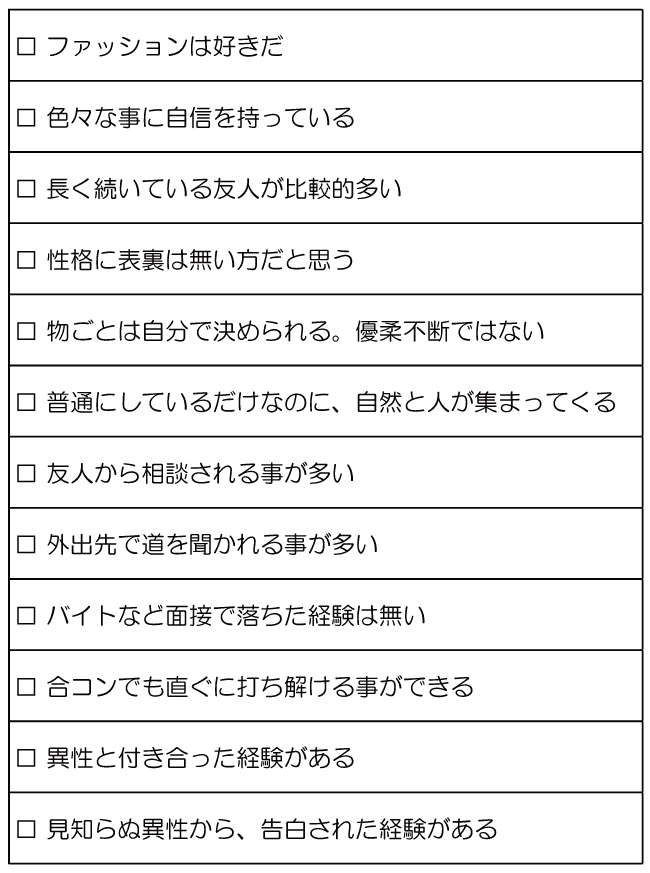 □ ファッションは好きだ
□ 色々な事に自信を持っている
□ 長く続いている友人が比較的多い
□ 性格に表裏は無い方だと思う
□ 物ごとは自分で決められる。優柔不断ではない
□ 普通にしているだけなのに、自然と人が集まってくる
□ 友人から相談される事が多い
□ 外出先で道を聞かれる事が多い
□ バイトなど面接で落ちた経験は無い
□ 合コンでも直ぐに打ち解ける事ができる
□ 異性と付き合った経験がある
□ 見知らぬ異性から、告白された経験がある